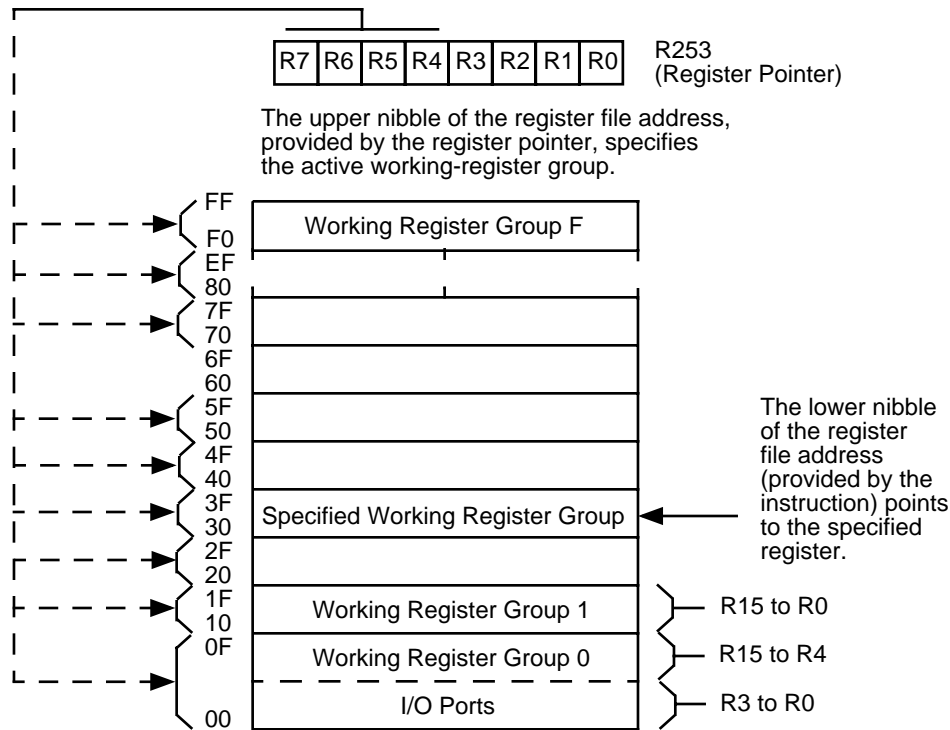 R7 R6 R5 R4 R3 R2 R1 R0
R253
(Register Pointer)
The upper nibble of the register file address,
provided by the register pointer, specifies
the active working-register group.
FF
Working Register Group F
F0
EF
80
7F
70
6F
60
5F
50
4F
40
3F
Specified Working Register Group
30
2F
20
The lower nibble
of the register
file address
(provided by the
instruction) points
to the specified
register.
1F
Working Register Group 1
R15 to R0
10
0F
Working Register Group 0
R15 to R4
I/O Ports
R3 to R0
00